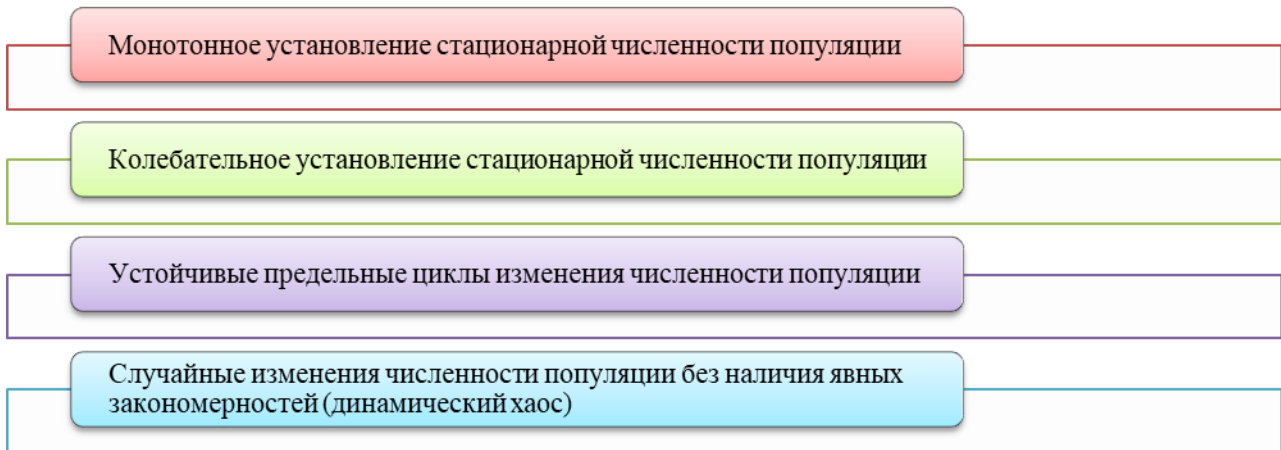 Монотонное установление стационарной численности популяции
Колебательное установление стационарной численности популяции
Устойчивые предельные циклы изменения численности популяции
Случайные изменения численности популяции без наличия явных
закономерностей (динамический хаос)